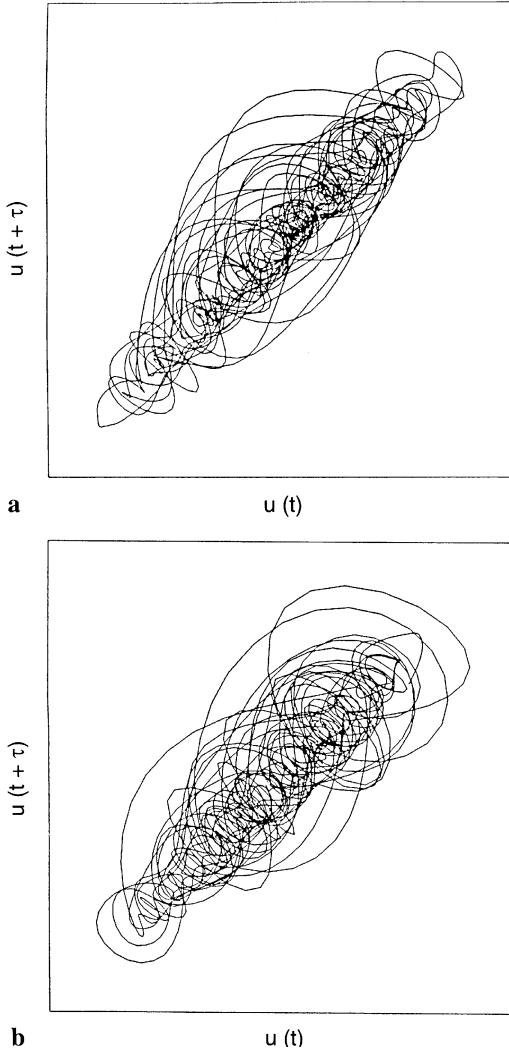 u (t + τ)
a
u (t)
u (t + τ)
b
u (t)